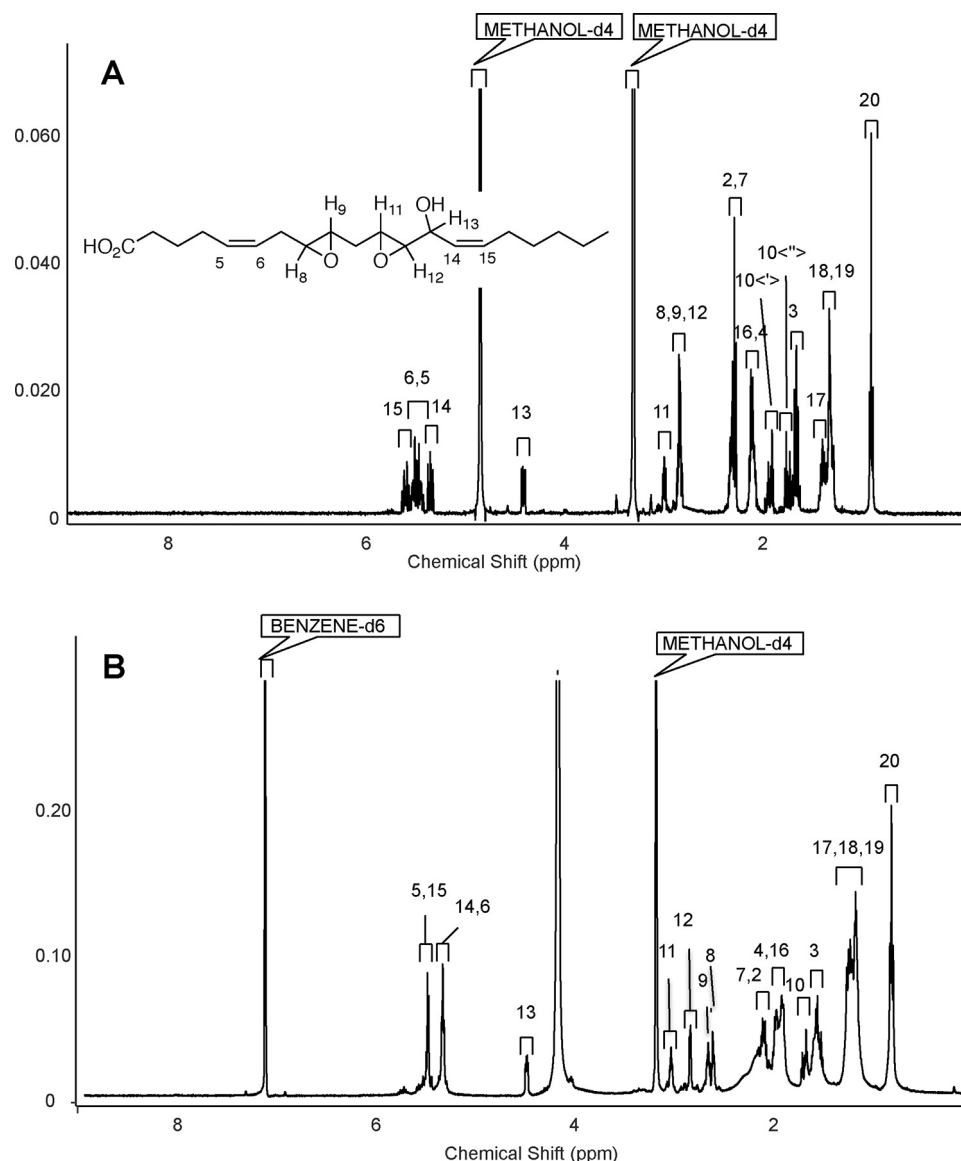 METHANOL-d4 METHANOL-d4
A
20
0.060
2,7
H9 H11 OH
H13
10<">
HO2C
5 6 O O 14 15
H8 H12
0.040
10<'>
18,19
8,9,12
16,4
3
0.020
6,5
15 14
13
11
17
0
8 6 4 2
Chemical Shift (ppm)
BENZENE-d6
METHANOL-d4
B
20
0.20
17,18,19
5,15
14,6
12
11
8
4,16
0.10
7,2
3
9
10
13
0
8 6 4 2
Chemical Shift (ppm)